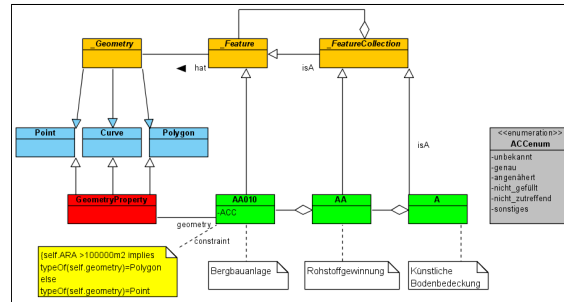 _Geometry
_Feature
_FeatureCollection
hat
isA
Point
Curve
Polygon
<<enumeration>>
ACCenum
-unbekannt
-genau
-angenähert
-nicht_gefüllt
-nicht_zutreffend
-sonstiges
isA
GeometryProperty
AA010
-ACC
AA
A
geometry
constraint
{self.ARA >100000m2 implies
typeOf(self.geometry)=Polygon
else
typeOf(self.geometry)=Point
Bergbauanlage
Rohstoffgewinnung
Künstliche
Bodenbedeckung